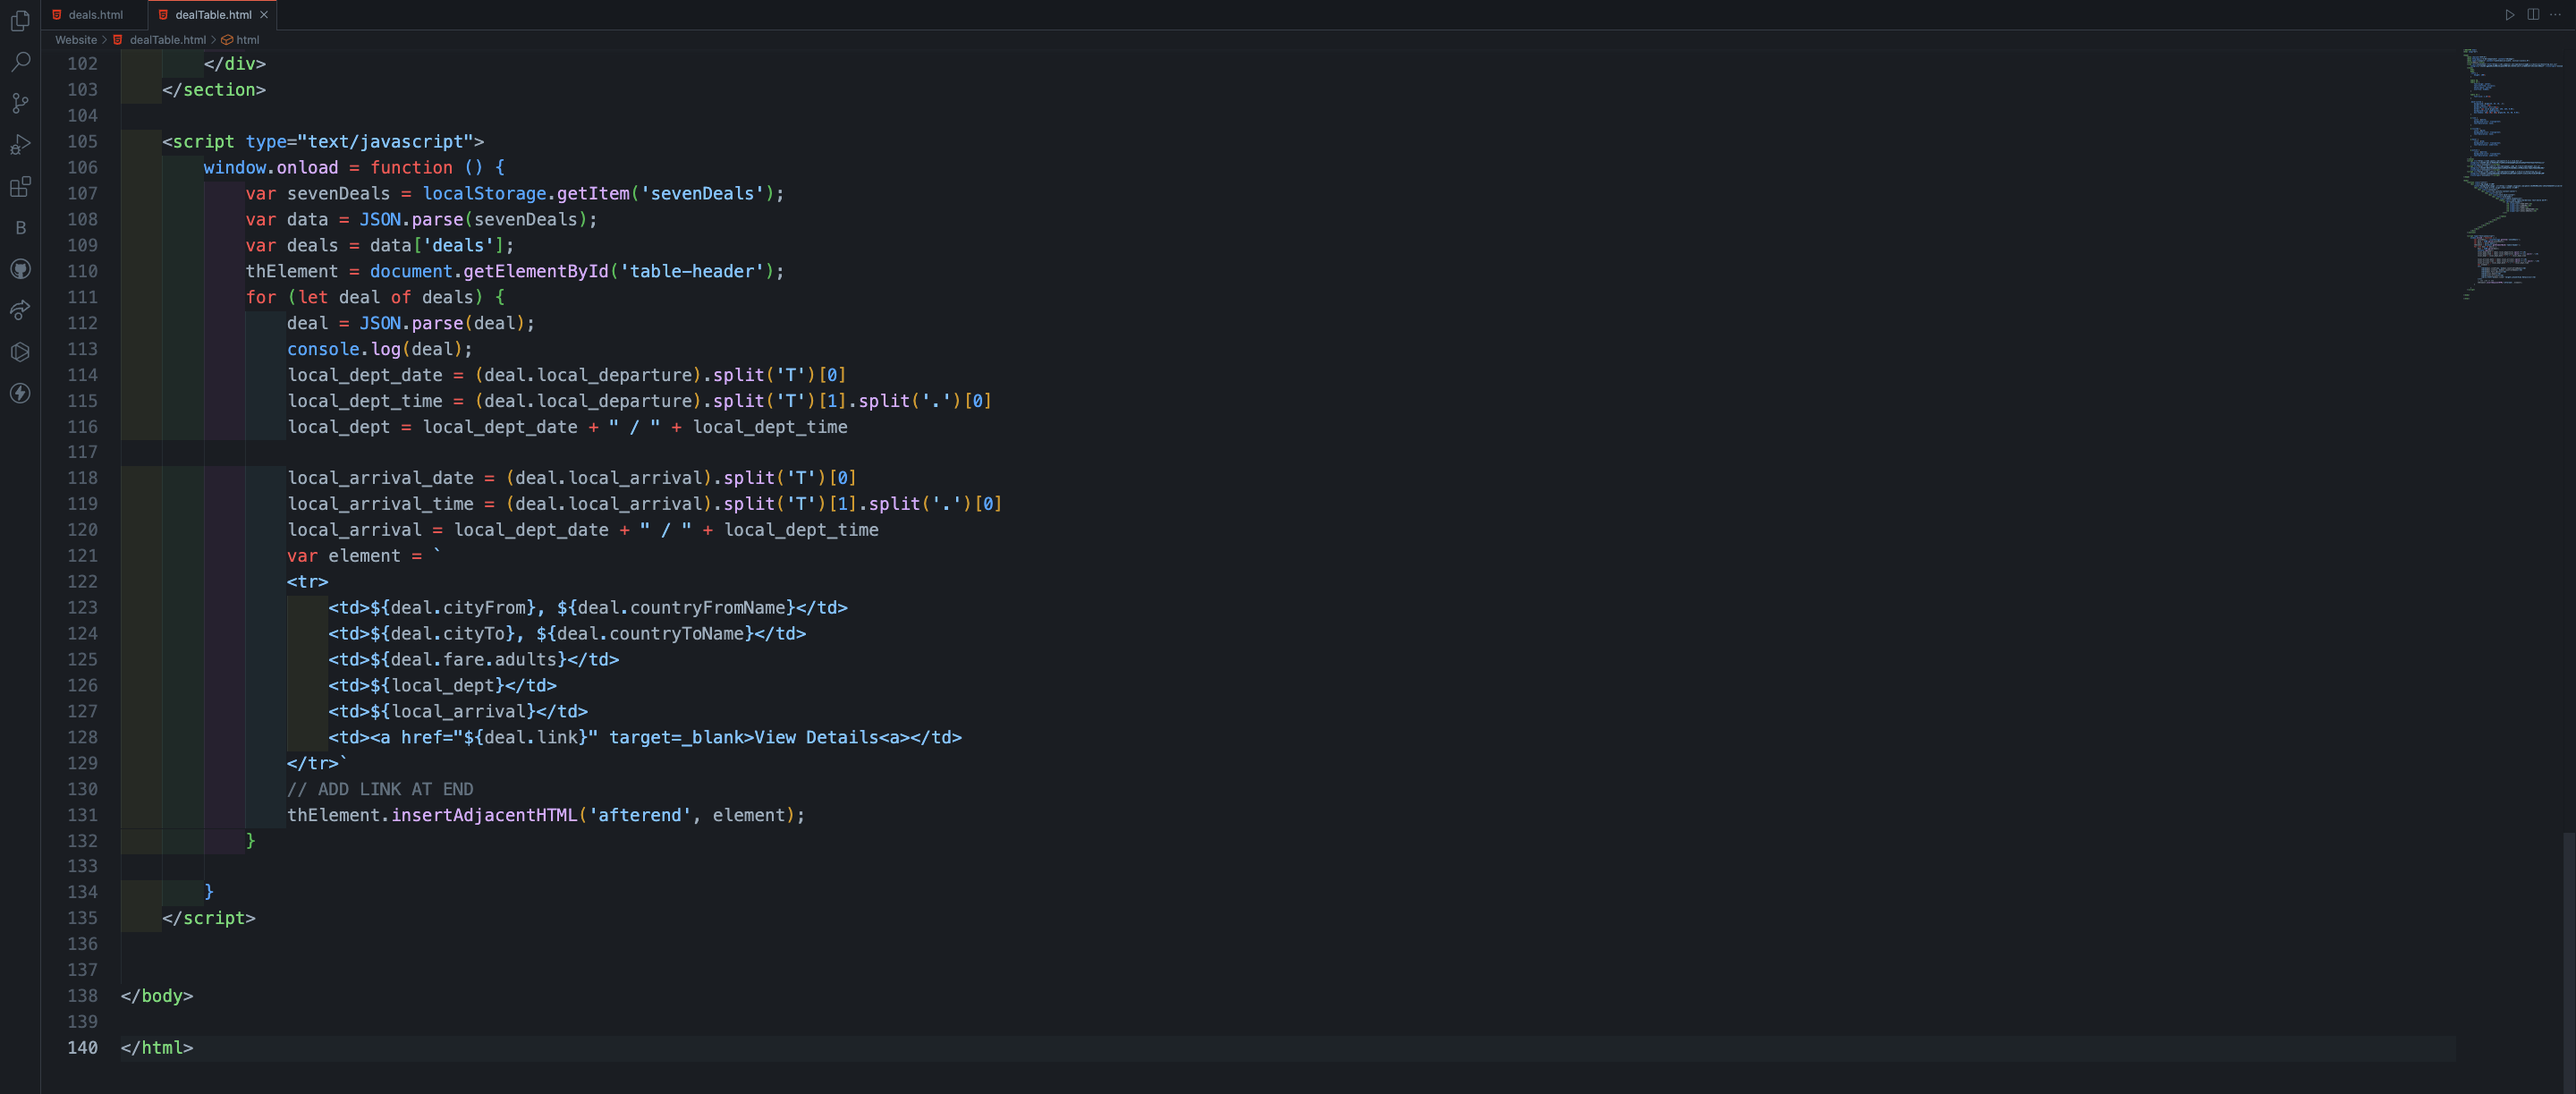 deals.html
dealTable.html
Website > dealTable.html > html
B
102 </div>
103 </section>
104
105 <script type="text/javascript">
106 window.onload = function () {
107 var sevenDeals = localStorage.getItem('sevenDeals');
108 var data = JSON.parse(sevenDeals);
109 var deals = data['deals'];
110 thElement = document.getElementById('table-header');
111 for (let deal of deals) {
112 deal = JSON.parse(deal);
113 console.log(deal);
114 local_dept_date = (deal.local_departure).split('T')[0]
115 local_dept_time = (deal.local_departure).split('T')[1].split('.')[0]
116 local_dept = local_dept_date + " / " + local_dept_time
117
118 local_arrival_date = (deal.local_arrival).split('T')[0]
119 local_arrival_time = (deal.local_arrival).split('T')[1].split('.')[0]
120 local_arrival = local_dept_date + " / " + local_dept_time
121 var element = `
122 <tr>
123 <td>${deal.cityFrom}, ${deal.countryFromName}</td>
124 <td>${deal.cityTo}, ${deal.countryToName}</td>
125 <td>${deal.fare.adults}</td>
126 <td>${local_dept}</td>
127 <td>${local_arrival}</td>
128 <td><a href="${deal.link}" target=_blank>View Details<a></td>
129 </tr>`
130 // ADD LINK AT END
131 thElement.insertAdjacentHTML('afterend', element);
132 }
133
134 }
135 </script>
136
137
138 </body>
139
140 </html>